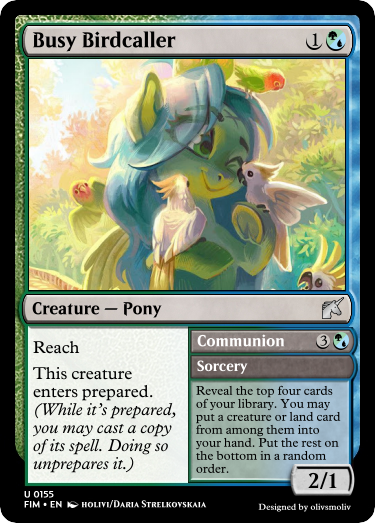 Busy Birdcaller 1
Creature — Pony
Reach
This creature
enters prepared.
(While it's prepared,
you may cast a copy
of its spell. Doing so
unprepares it.)
Communion 3
Sorcery
Reveal the top four cards
of your library. You may
put a creature or land card
from among them into
your hand. Put the rest on
the bottom in a random
order.
2/1
U 0155
FIM • EN HOLIVI/DARIA STRELKOVSKAIA
Designed by olivsmoliv